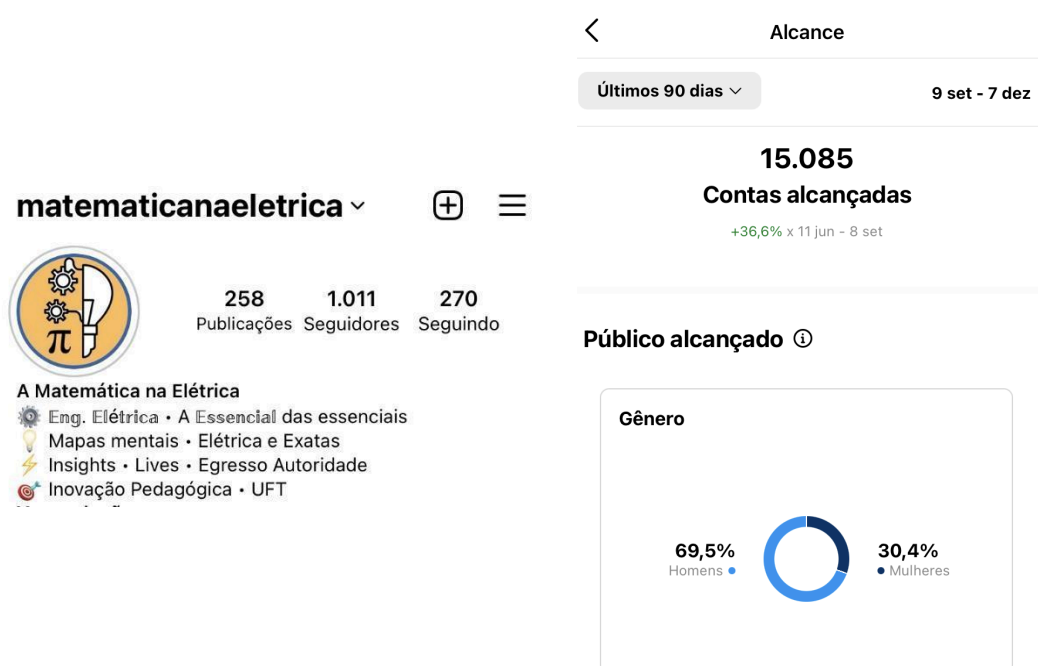 matematicanaeletrica
258
1.011
270
Publicações
Seguidores
Seguindo
π
A Matemática na Elétrica
⚙️ 𝔼𝕟𝕘. 𝔼𝕝é𝕥𝕣𝕚𝕔𝕒 • A 𝔼𝕤𝕤𝕖𝕟𝕔𝕚𝕒𝕝 das essenciais
💡 Mapas mentais • Elétrica e Exatas
⚡ Insights • Lives • Egresso Autoridade
🎯 Inovação Pedagógica • UFT
Alcance
Últimos 90 dias
9 set - 7 dez
15.085
Contas alcançadas
+36,6% x 11 jun - 8 set
Público alcançado
Gênero
69,5%
Homens
30,4%
Mulheres